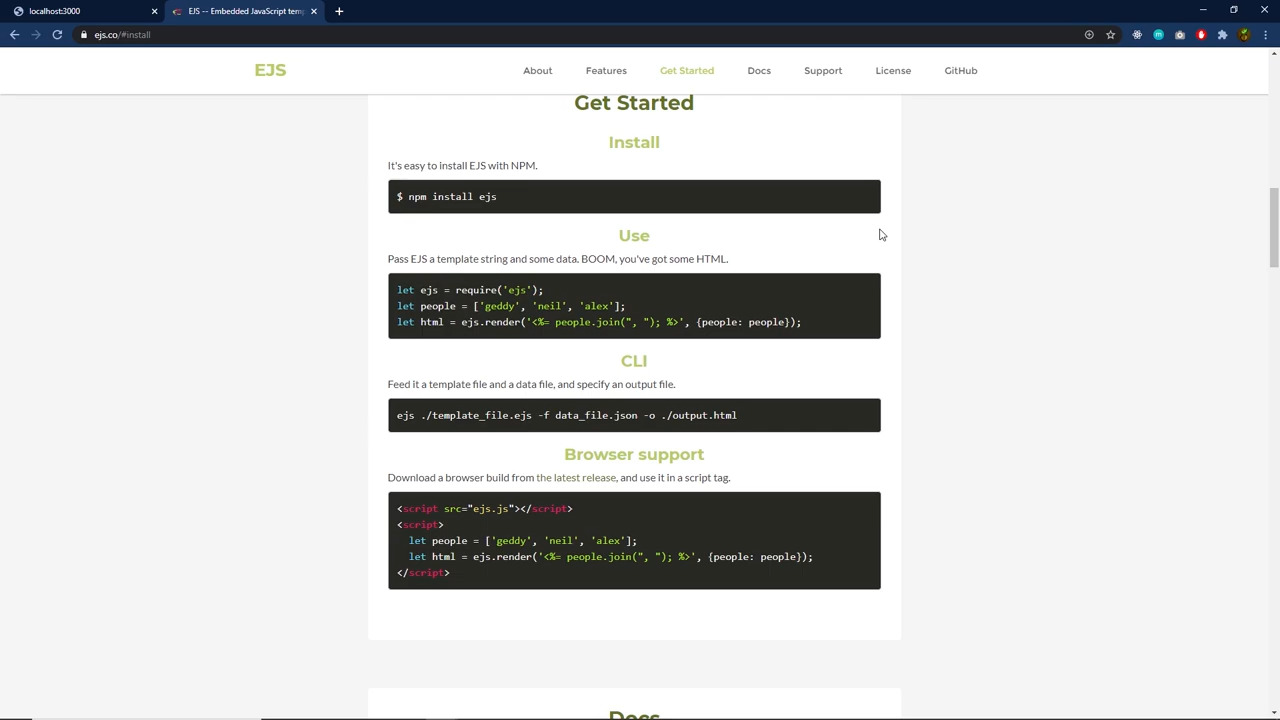 localhost:3000
EJS -- Embedded JavaScript temp
ejs.co/#install
EJS
About
Features
Get Started
Docs
Support
License
GitHub
Get Started
Install
It's easy to install EJS with NPM.
$ npm install ejs
Use
Pass EJS a template string and some data. BOOM, you've got some HTML.
let ejs = require('ejs');
let people = ['geddy', 'neil', 'alex'];
let html = ejs.render('<%= people.join(", "); %>', {people: people});
CLI
Feed it a template file and a data file, and specify an output file.
ejs ./template_file.ejs -f data_file.json -o ./output.html
Browser support
Download a browser build from the latest release, and use it in a script tag.
<script src="ejs.js"></script>
<script>
  let people = ['geddy', 'neil', 'alex'];
  let html = ejs.render('<%= people.join(", "); %>', {people: people});
</script>
Docs